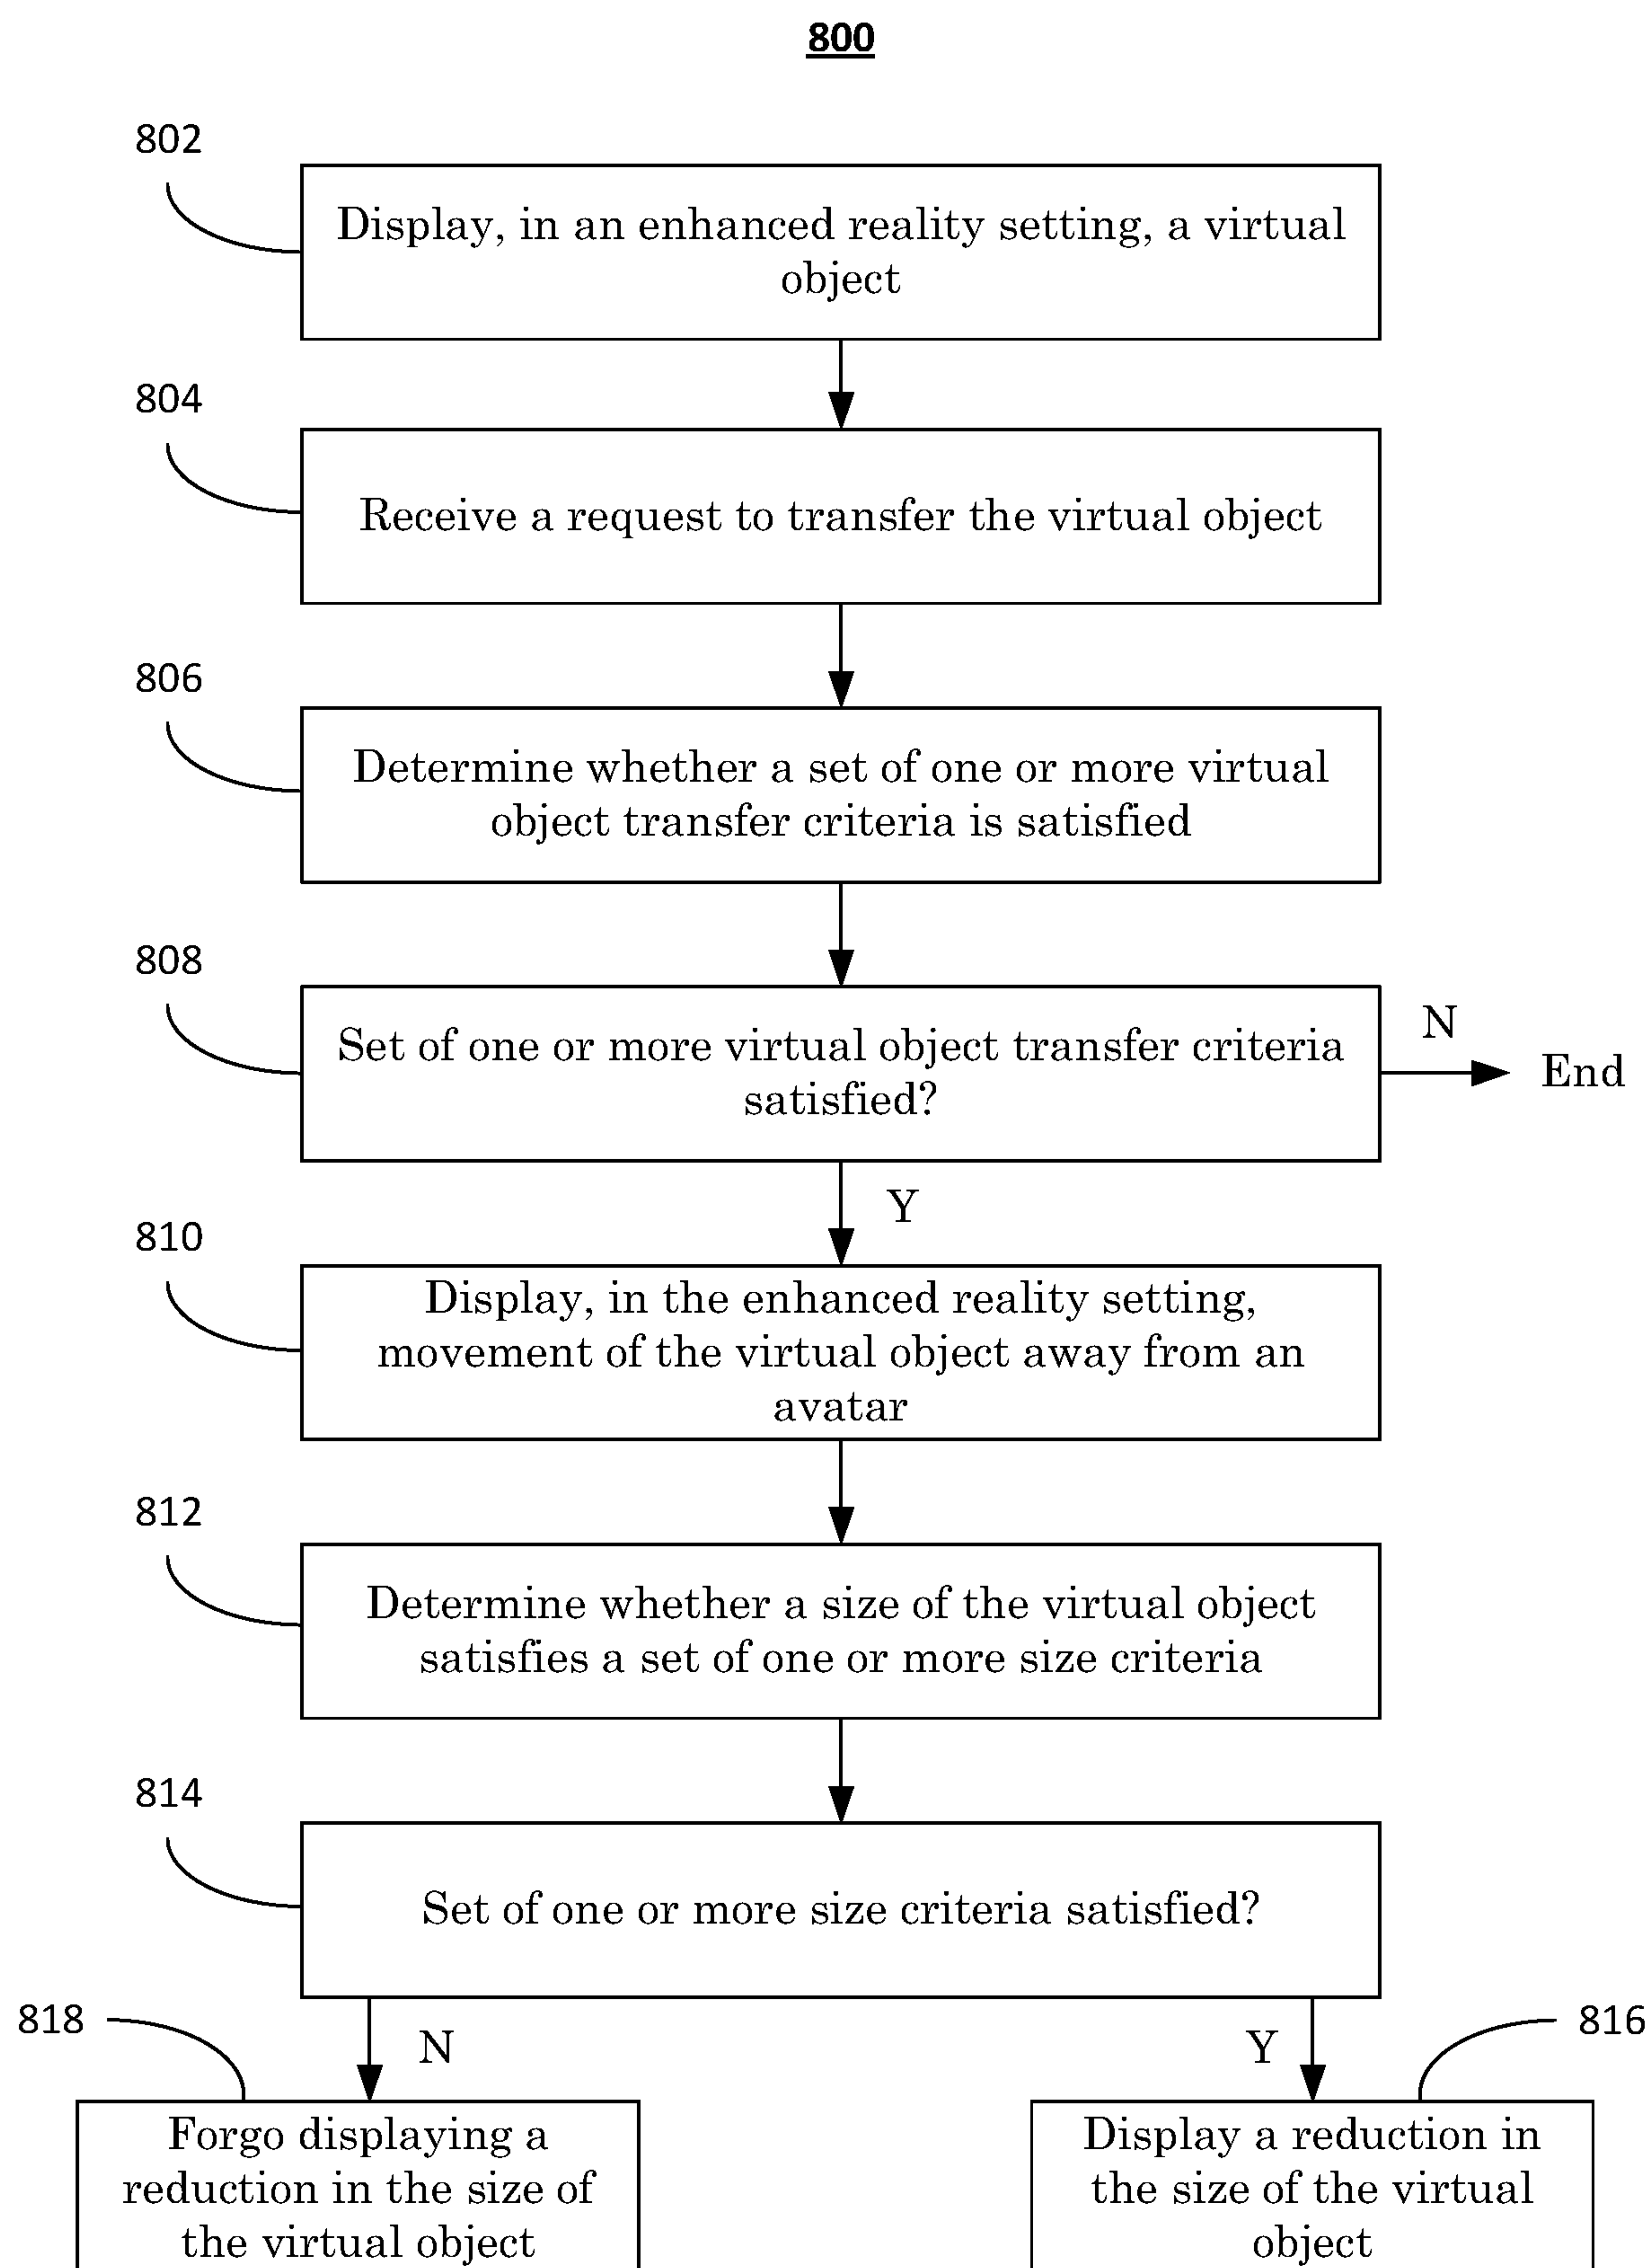 800
802
Display, in an enhanced reality setting, a virtual
object
804
Receive a request to transfer the virtual object
806
Determine whether a set of one or more virtual
object transfer criteria is satisfied
808
Set of one or more virtual object transfer criteria
satisfied?
N
End
Y
810
Display, in the enhanced reality setting,
movement of the virtual object away from an
avatar
812
Determine whether a size of the virtual object
satisfies a set of one or more size criteria
814
Set of one or more size criteria satisfied?
818
N
Y
816
Forgo displaying a
reduction in the size of
the virtual object
Display a reduction in
the size of the virtual
object